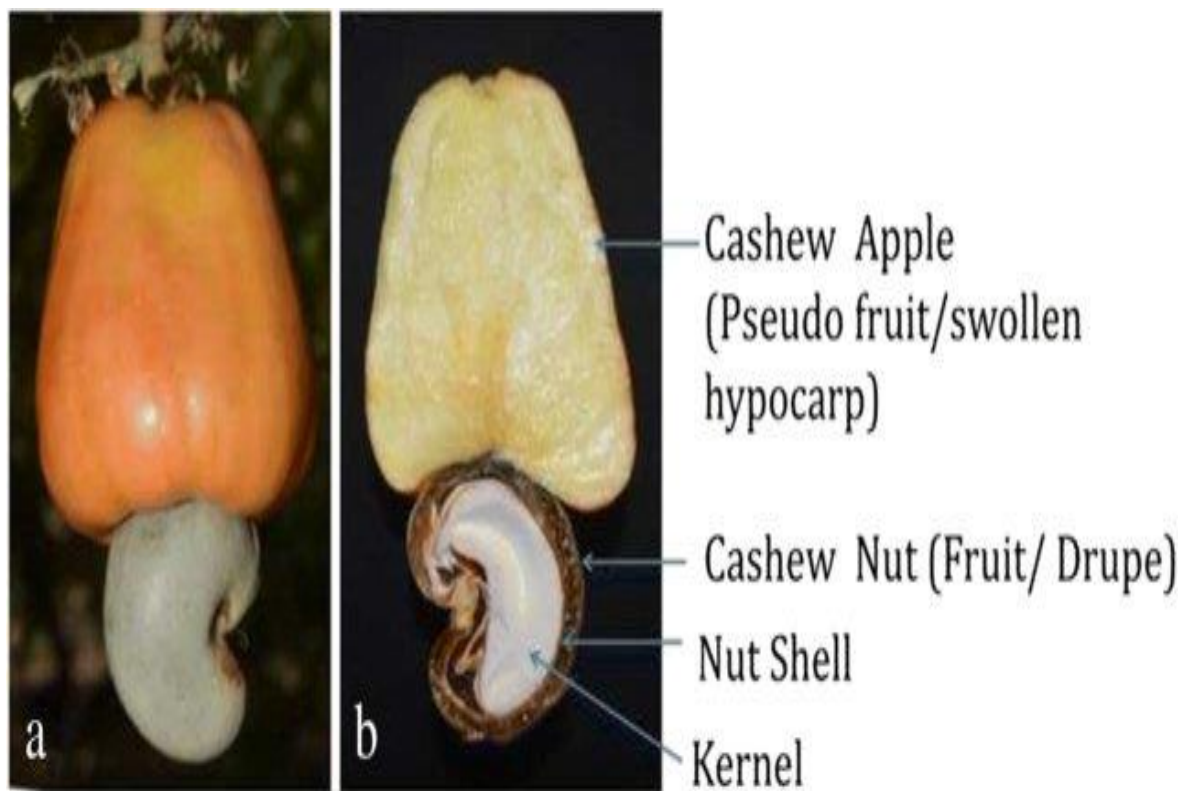 Cashew Apple
(Pseudo fruit/swollen
hypocarp)
Cashew Nut (Fruit/ Drupe)
Nut Shell
Kernel
a
b